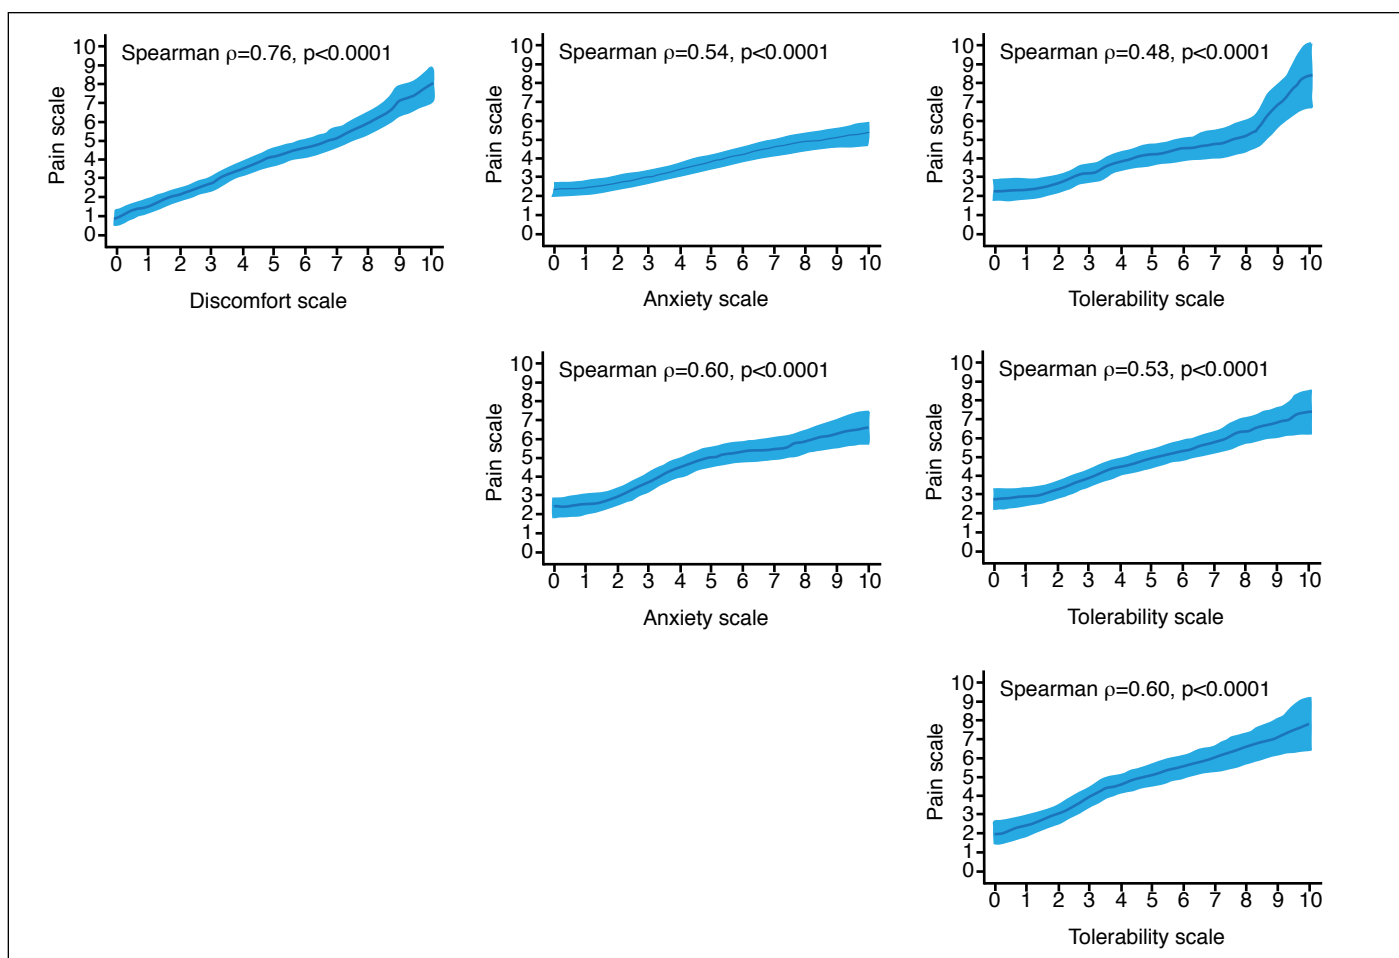 Spearman ρ=0.76, p<0.0001
Pain scale
10
9
8
7
6
5
4
3
2
1
0
0 1 2 3 4 5 6 7 8 9 10
Discomfort scale
Spearman ρ=0.54, p<0.0001
Pain scale
10
9
8
7
6
5
4
3
2
1
0
0 1 2 3 4 5 6 7 8 9 10
Anxiety scale
Spearman ρ=0.48, p<0.0001
Pain scale
10
9
8
7
6
5
4
3
2
1
0
0 1 2 3 4 5 6 7 8 9 10
Tolerability scale
Spearman ρ=0.60, p<0.0001
Pain scale
10
9
8
7
6
5
4
3
2
1
0
0 1 2 3 4 5 6 7 8 9 10
Anxiety scale
Spearman ρ=0.53, p<0.0001
Pain scale
10
9
8
7
6
5
4
3
2
1
0
0 1 2 3 4 5 6 7 8 9 10
Tolerability scale
Spearman ρ=0.60, p<0.0001
Pain scale
10
9
8
7
6
5
4
3
2
1
0
0 1 2 3 4 5 6 7 8 9 10
Tolerability scale